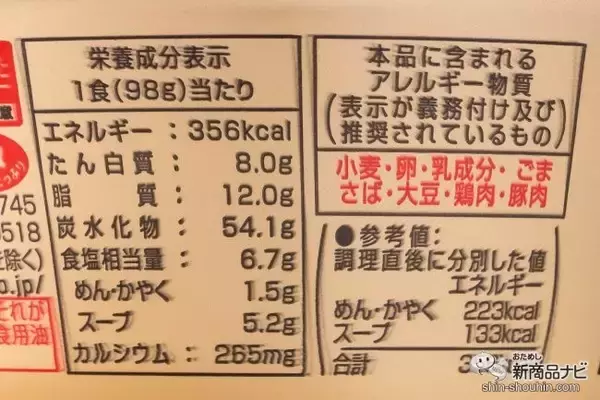 栄養成分表示
1食(98g)当たり
エネルギー : 356kcal
たん白質 : 8.0g
脂質 : 12.0g
炭水化物 : 54.1g
食塩相当量 : 6.7g
めん・かやく 1.5g
スープ 5.2g
カルシウム : 265mg
本品に含まれる
アレルギー物質
(表示が義務付け及び
推奨されているもの)
小麦・卵・乳成分・ごま
さば・大豆・鶏肉・豚肉
●参考値:
調理直後に分別した値
エネルギー
めん・かやく 223kcal
スープ 133kcal
合計
745
518
を除く)
p.jp/
それが
食用油
おためし
新商品ナビ
shin-shouhin.com